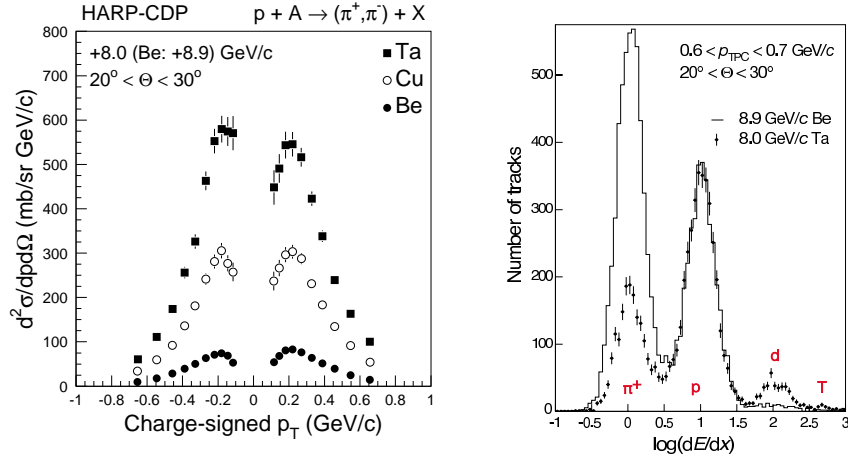 HARP-CDP p + A → (π⁺,π⁻) + X
+8.0 (Be: +8.9) GeV/c
20° < Θ < 30°
Ta
Cu
Be
d²σ/dpdΩ (mb/sr GeV/c)
800
700
600
500
400
300
200
100
0
-1 -0.8 -0.6 -0.4 -0.2 0 0.2 0.4 0.6 0.8 1
Charge-signed p_T (GeV/c)
0.6 < p_TPC < 0.7 GeV/c
20° < Θ < 30°
8.9 GeV/c Be
8.0 GeV/c Ta
Number of tracks
500
400
300
200
100
0
π⁺
p
d
T
-1 -0.5 0 0.5 1.0 1.5 2 2.5 3
log(dE/dx)